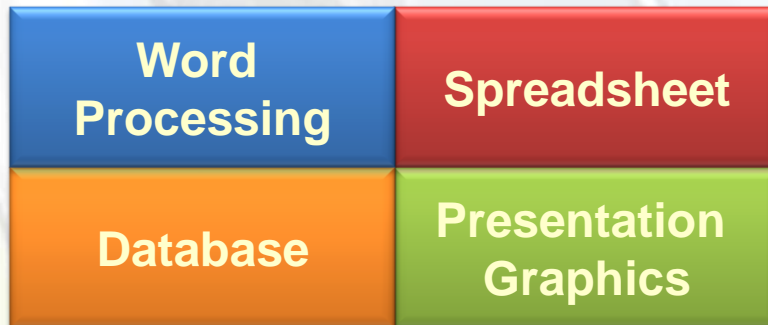 Word
Processing
Spreadsheet
Database
Presentation
Graphics